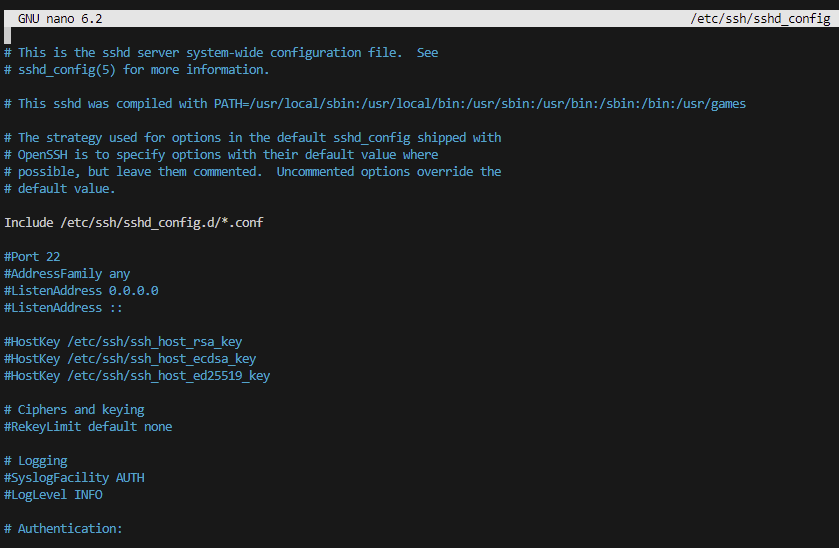 GNU nano 6.2 /etc/ssh/sshd_config
# This is the sshd server system-wide configuration file.  See
# sshd_config(5) for more information.
# This sshd was compiled with PATH=/usr/local/sbin:/usr/local/bin:/usr/sbin:/usr/bin:/sbin:/bin:/usr/games
# The strategy used for options in the default sshd_config shipped with
# OpenSSH is to specify options with their default value where
# possible, but leave them commented.  Uncommented options override the
# default value.
Include /etc/ssh/sshd_config.d/*.conf
#Port 22
#AddressFamily any
#ListenAddress 0.0.0.0
#ListenAddress ::
#HostKey /etc/ssh/ssh_host_rsa_key
#HostKey /etc/ssh/ssh_host_ecdsa_key
#HostKey /etc/ssh/ssh_host_ed25519_key
# Ciphers and keying
#RekeyLimit default none
# Logging
#SyslogFacility AUTH
#LogLevel INFO
# Authentication: